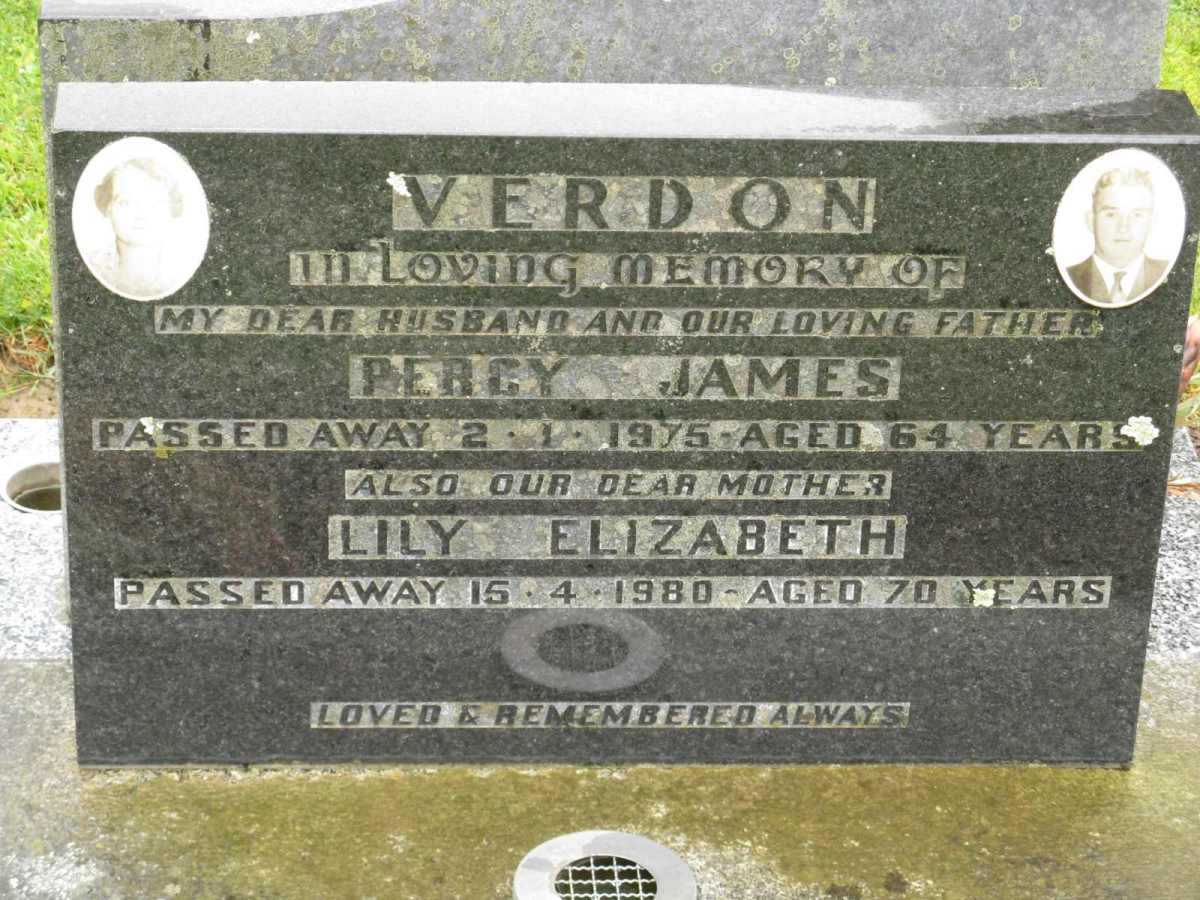 VERDON
IN LOVING MEMORY OF
MY DEAR HUSBAND AND OUR LOVING FATHER
PERCY JAMES
PASSED AWAY 2·1·1975·AGED 64 YEARS
ALSO OUR DEAR MOTHER
LILY ELIZABETH
PASSED AWAY 15·4·1980-AGED 70 YEARS
LOVED & REMEMBERED ALWAYS.